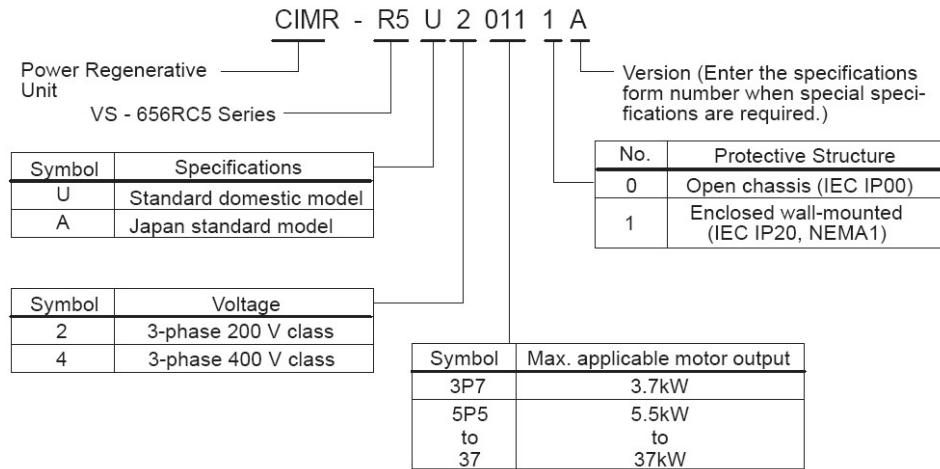 CIMR - R5 U 2 011 1 A
Power Regenerative
Unit
VS - 656RC5 Series
Version (Enter the specifications
form number when special speci-
fications are required.)
Symbol Specifications
U Standard domestic model
A Japan standard model
No. Protective Structure
0 Open chassis (IEC IP00)
1 Enclosed wall-mounted
(IEC IP20, NEMA1)
Symbol Voltage
2 3-phase 200 V class
4 3-phase 400 V class
Symbol Max. applicable motor output
3P7 3.7kW
5P5 5.5kW
to to
37 37kW